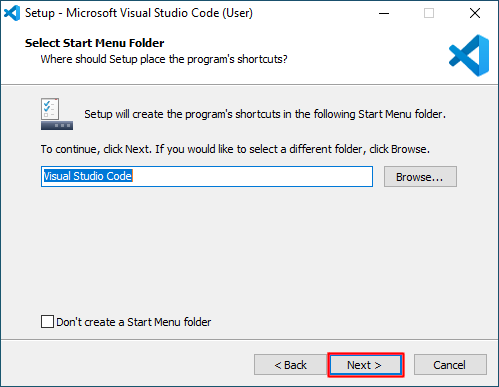 Setup - Microsoft Visual Studio Code (User)
Select Start Menu Folder
Where should Setup place the program's shortcuts?
Setup will create the program's shortcuts in the following Start Menu folder.
To continue, click Next. If you would like to select a different folder, click Browse.
Visual Studio Code
Browse...
Don't create a Start Menu folder
< Back
Next >
Cancel